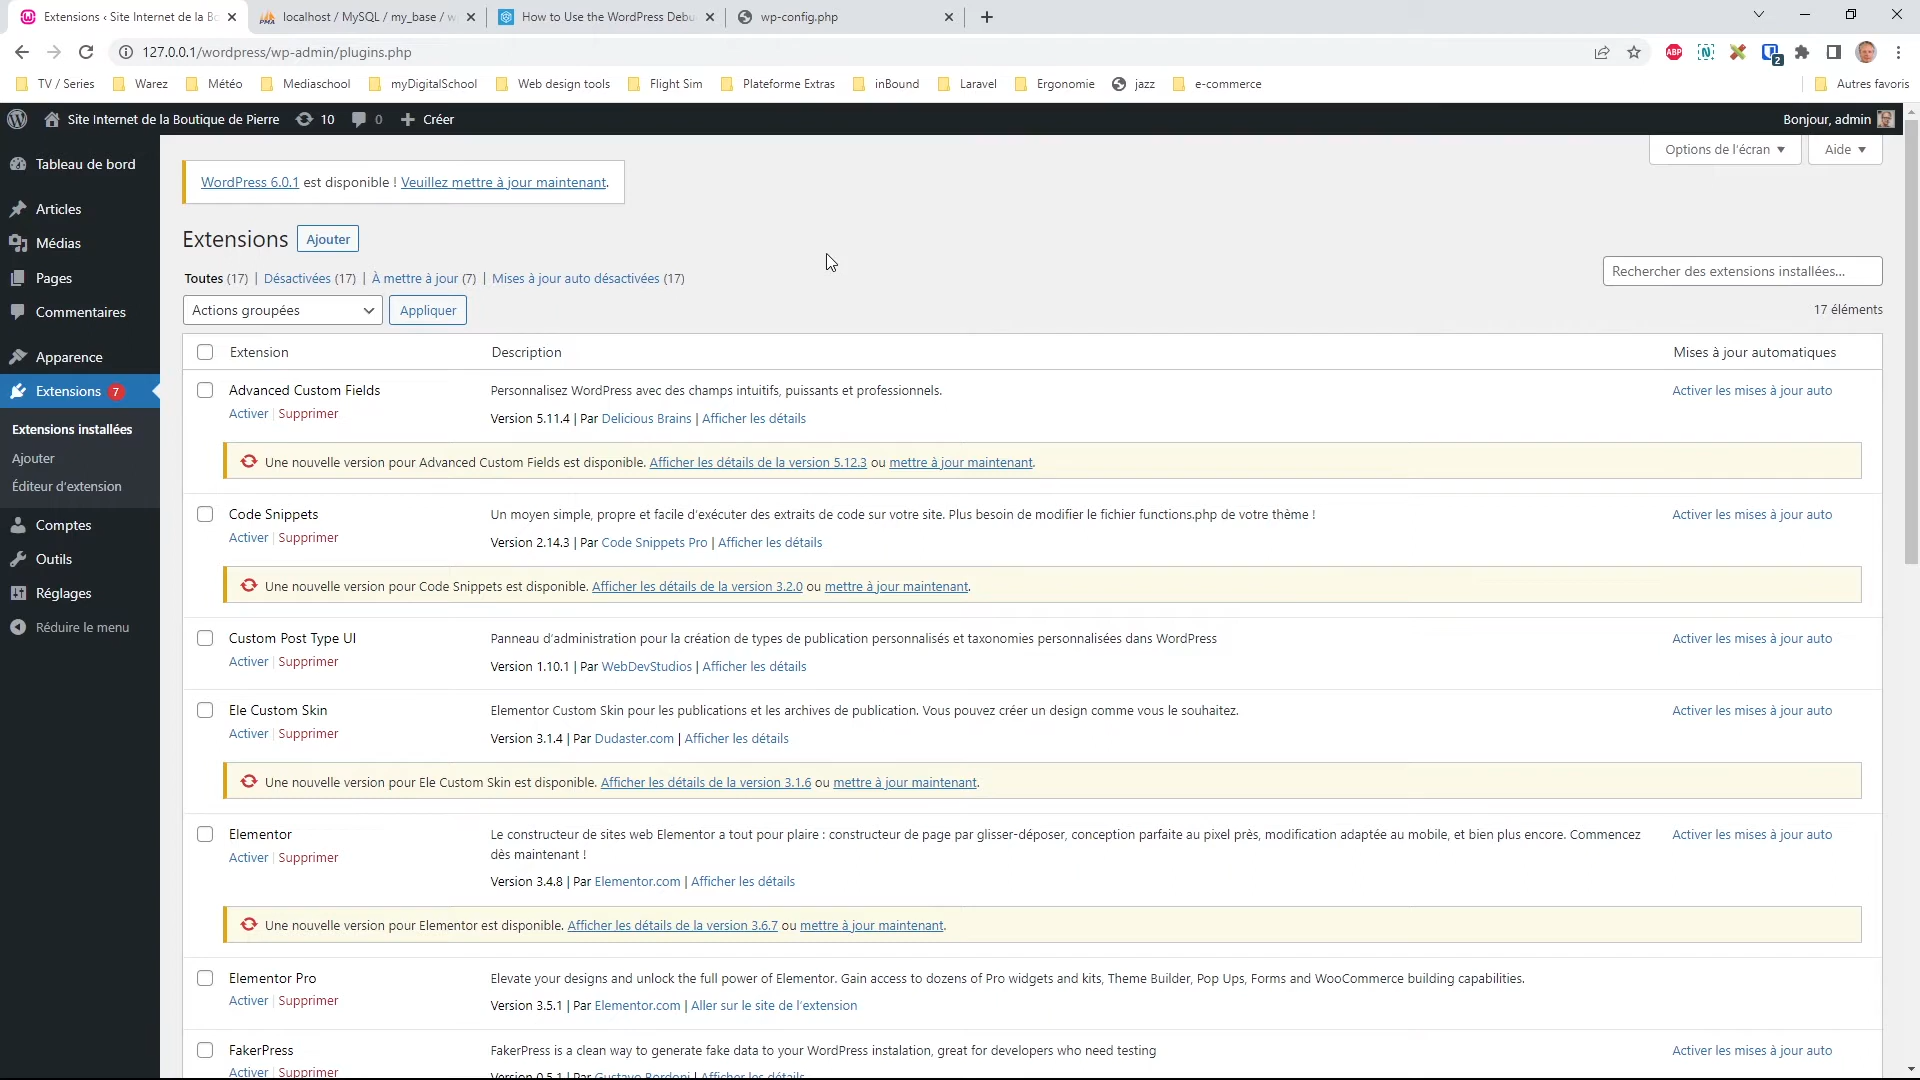 Extensions ‹ Site Internet de la Bo
localhost / MySQL / my_base / w
How to Use the WordPress Debu
wp-config.php
127.0.0.1/wordpress/wp-admin/plugins.php
ABP
2
TV / Series
Warez
Météo
Mediaschool
myDigitalSchool
Web design tools
Flight Sim
Plateforme Extras
inBound
Laravel
Ergonomie
jazz
e-commerce
Autres favoris
Site Internet de la Boutique de Pierre
10
0
Créer
Bonjour, admin
Tableau de bord
Articles
Médias
Pages
Commentaires
Apparence
Extensions 7
Extensions installées
Ajouter
Éditeur d'extension
Comptes
Outils
Réglages
Réduire le menu
Options de l'écran
Aide
WordPress 6.0.1 est disponible ! Veuillez mettre à jour maintenant.
Extensions
Ajouter
Toutes (17) | Désactivées (17) | À mettre à jour (7) | Mises à jour auto désactivées (17)
Rechercher des extensions installées…
Actions groupées
Appliquer
17 éléments
Extension
Description
Mises à jour automatiques
Advanced Custom Fields
Activer | Supprimer
Personnalisez WordPress avec des champs intuitifs, puissants et professionnels.
Version 5.11.4 | Par Delicious Brains | Afficher les détails
Activer les mises à jour auto
Une nouvelle version pour Advanced Custom Fields est disponible. Afficher les détails de la version 5.12.3 ou mettre à jour maintenant.
Code Snippets
Activer | Supprimer
Un moyen simple, propre et facile d'exécuter des extraits de code sur votre site. Plus besoin de modifier le fichier functions.php de votre thème !
Version 2.14.3 | Par Code Snippets Pro | Afficher les détails
Activer les mises à jour auto
Une nouvelle version pour Code Snippets est disponible. Afficher les détails de la version 3.2.0 ou mettre à jour maintenant.
Custom Post Type UI
Activer | Supprimer
Panneau d'administration pour la création de types de publication personnalisés et taxonomies personnalisées dans WordPress
Version 1.10.1 | Par WebDevStudios | Afficher les détails
Activer les mises à jour auto
Ele Custom Skin
Activer | Supprimer
Elementor Custom Skin pour les publications et les archives de publication. Vous pouvez créer un design comme vous le souhaitez.
Version 3.1.4 | Par Dudaster.com | Afficher les détails
Activer les mises à jour auto
Une nouvelle version pour Ele Custom Skin est disponible. Afficher les détails de la version 3.1.6 ou mettre à jour maintenant.
Elementor
Activer | Supprimer
Le constructeur de sites web Elementor a tout pour plaire : constructeur de page par glisser-déposer, conception parfaite au pixel près, modification adaptée au mobile, et bien plus encore. Commencez
dès maintenant !
Version 3.4.8 | Par Elementor.com | Afficher les détails
Activer les mises à jour auto
Une nouvelle version pour Elementor est disponible. Afficher les détails de la version 3.6.7 ou mettre à jour maintenant.
Elementor Pro
Activer | Supprimer
Elevate your designs and unlock the full power of Elementor. Gain access to dozens of Pro widgets and kits, Theme Builder, Pop Ups, Forms and WooCommerce building capabilities.
Version 3.5.1 | Par Elementor.com | Aller sur le site de l'extension
FakerPress
Activer | Supprimer
FakerPress is a clean way to generate fake data to your WordPress instalation, great for developers who need testing
Version 0.5.1 | Par Gustavo Bordoni | Afficher les détails
Activer les mises à jour auto